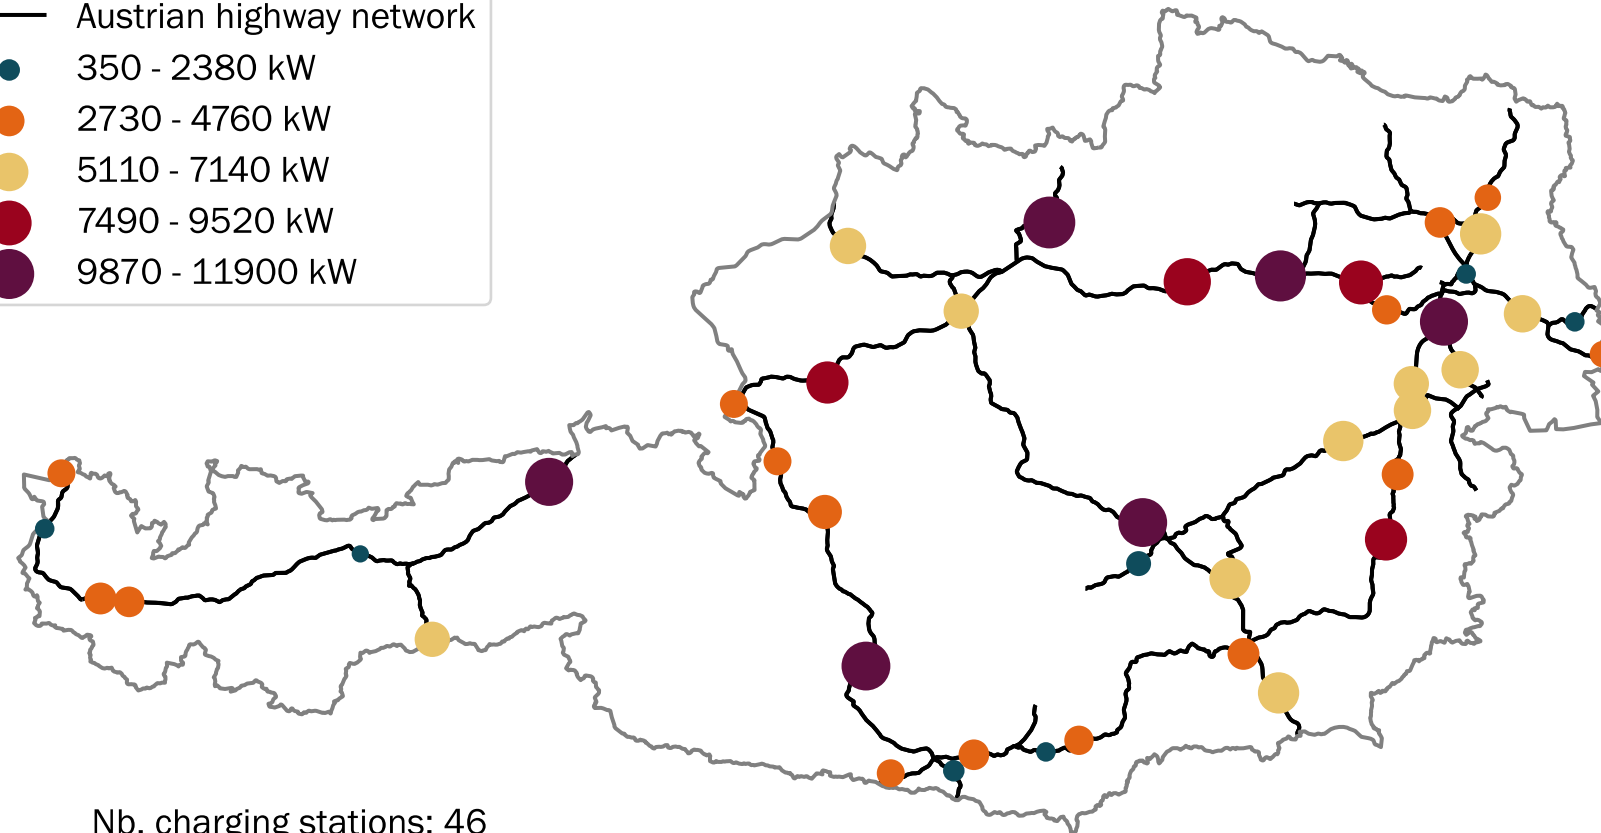 Austrian highway network
350 - 2380 kW
2730 - 4760 kW
5110 - 7140 kW
7490 - 9520 kW
9870 - 11900 kW
Nb. charging stations: 46